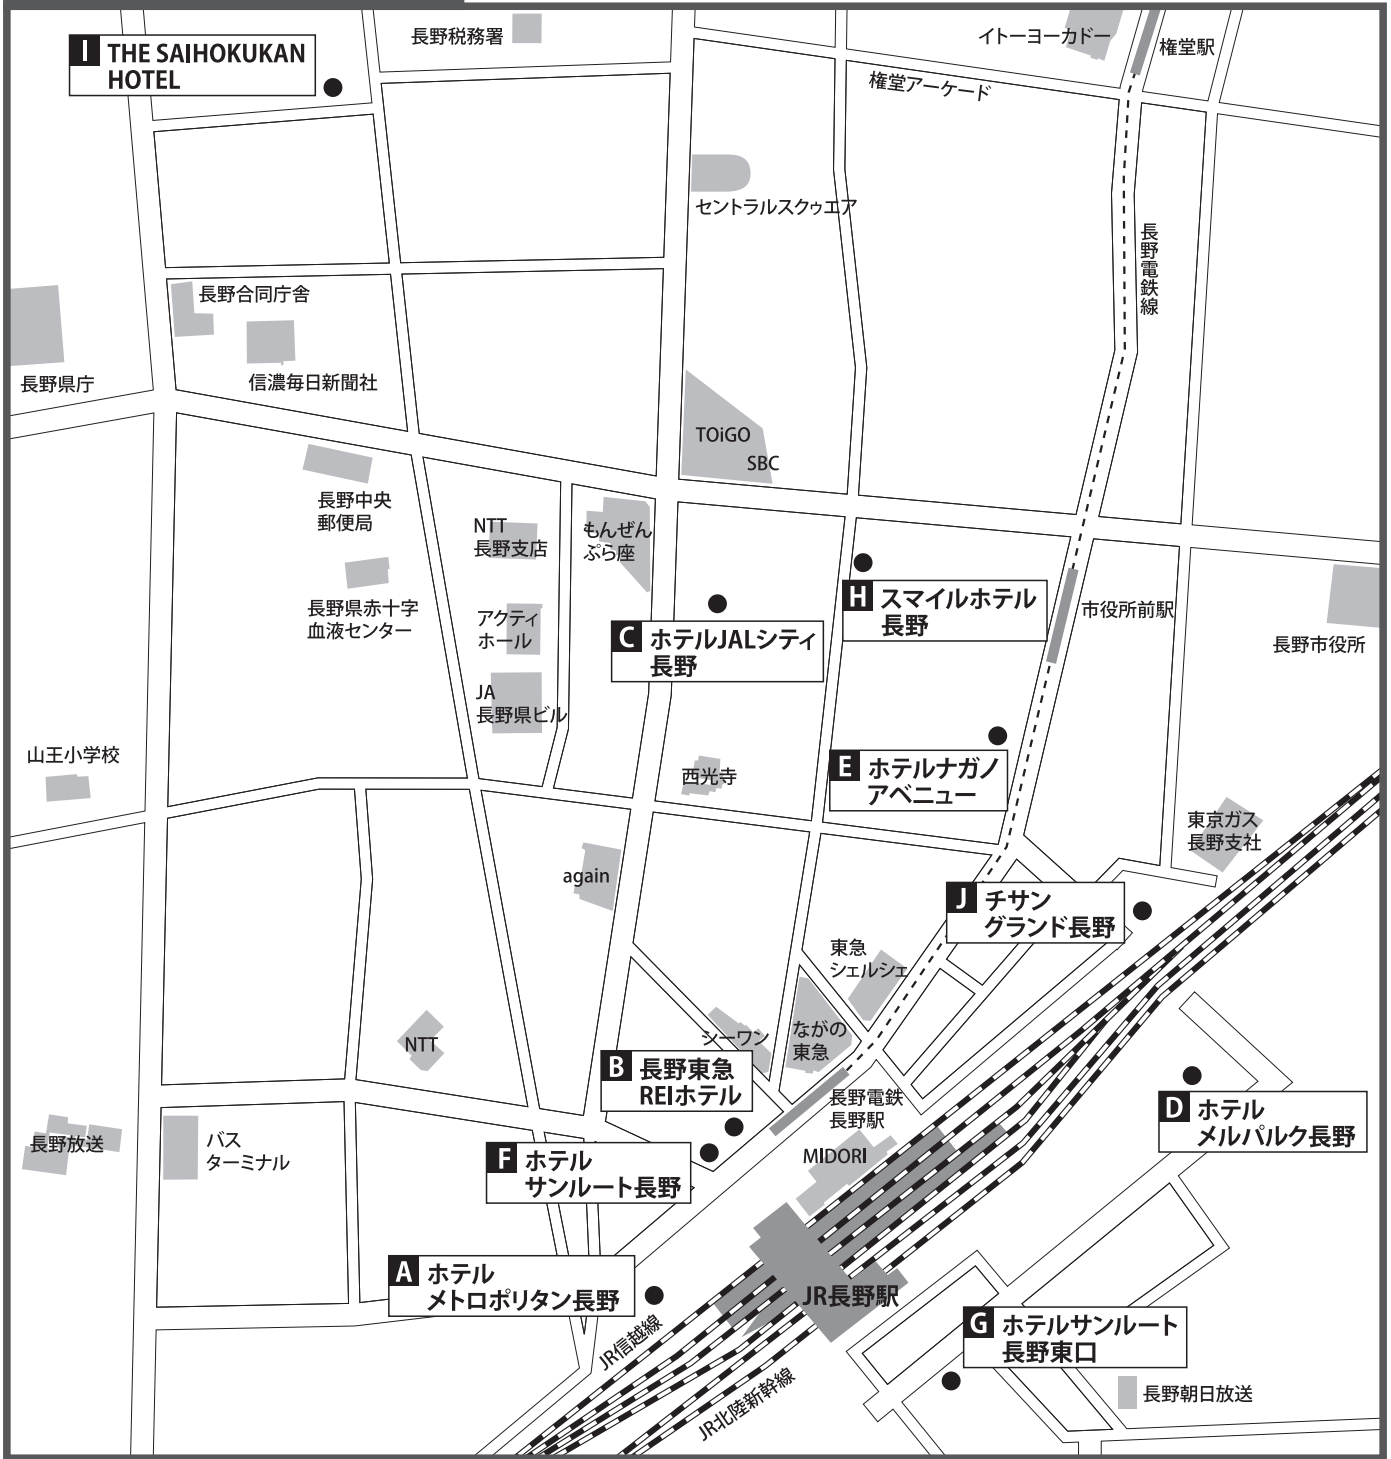 I THE SAIHOKUKAN
HOTEL
長野税務署
イトーヨーカドー
権堂駅
権堂アーケード
セントラルスクゥエア
長野電鉄線
長野合同庁舎
長野県庁
信濃毎日新聞社
TOiGO
SBC
長野中央
郵便局
NTT
長野支店
もんぜん
ぷら座
長野県赤十字
血液センター
アクティ
ホール
C ホテルJALシティ
長野
H スマイルホテル
長野
市役所前駅
長野市役所
JA
長野県ビル
山王小学校
西光寺
E ホテルナガノ
アベニュー
東京ガス
長野支社
again
J チサン
グランド長野
東急
シェルシェ
NTT
シーワン
ながの
東急
B 長野東急
REIホテル
長野電鉄
長野駅
D ホテル
メルパルク長野
長野放送
バス
ターミナル
F ホテル
サンルート長野
MIDORI
A ホテル
メトロポリタン長野
JR長野駅
G ホテルサンルート
長野東口
JR信越線
JR北陸新幹線
長野朝日放送